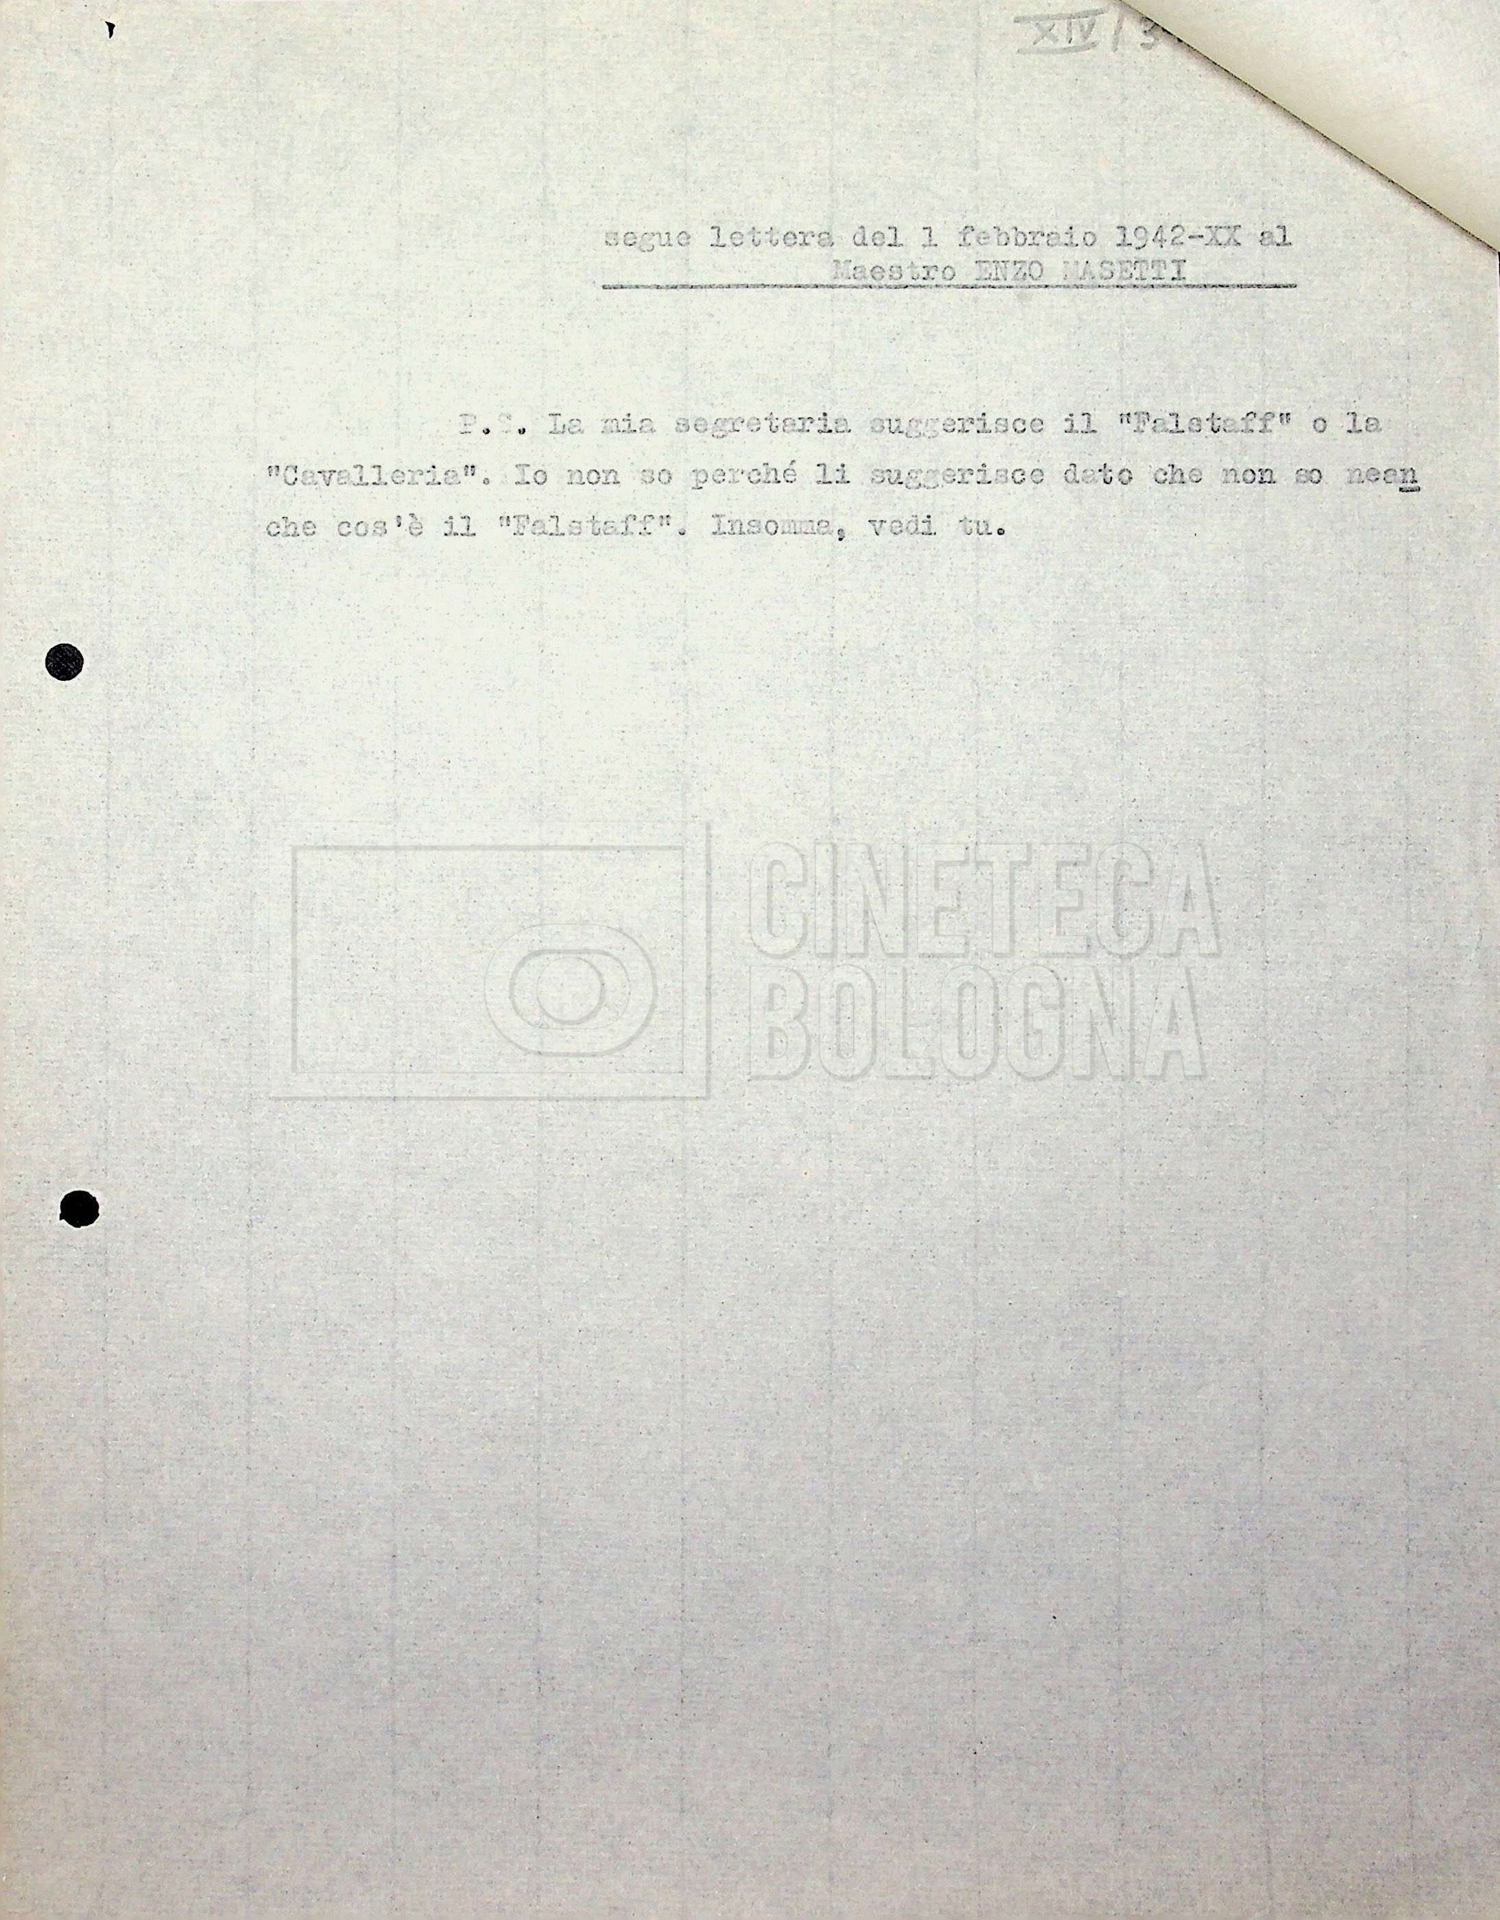 XIV/3
segue lettera del 1 febbraio 1942-XX al
Maestro ENZO MASETTI
P.S. La mia segretaria suggerisce il "Falstaff" o la
"Cavalleria". Io non so perché li suggerisce dato che non so nean
che cos'è il "Falstaff". Insomma, vedi tu.
CINETECA
BOLOGNA